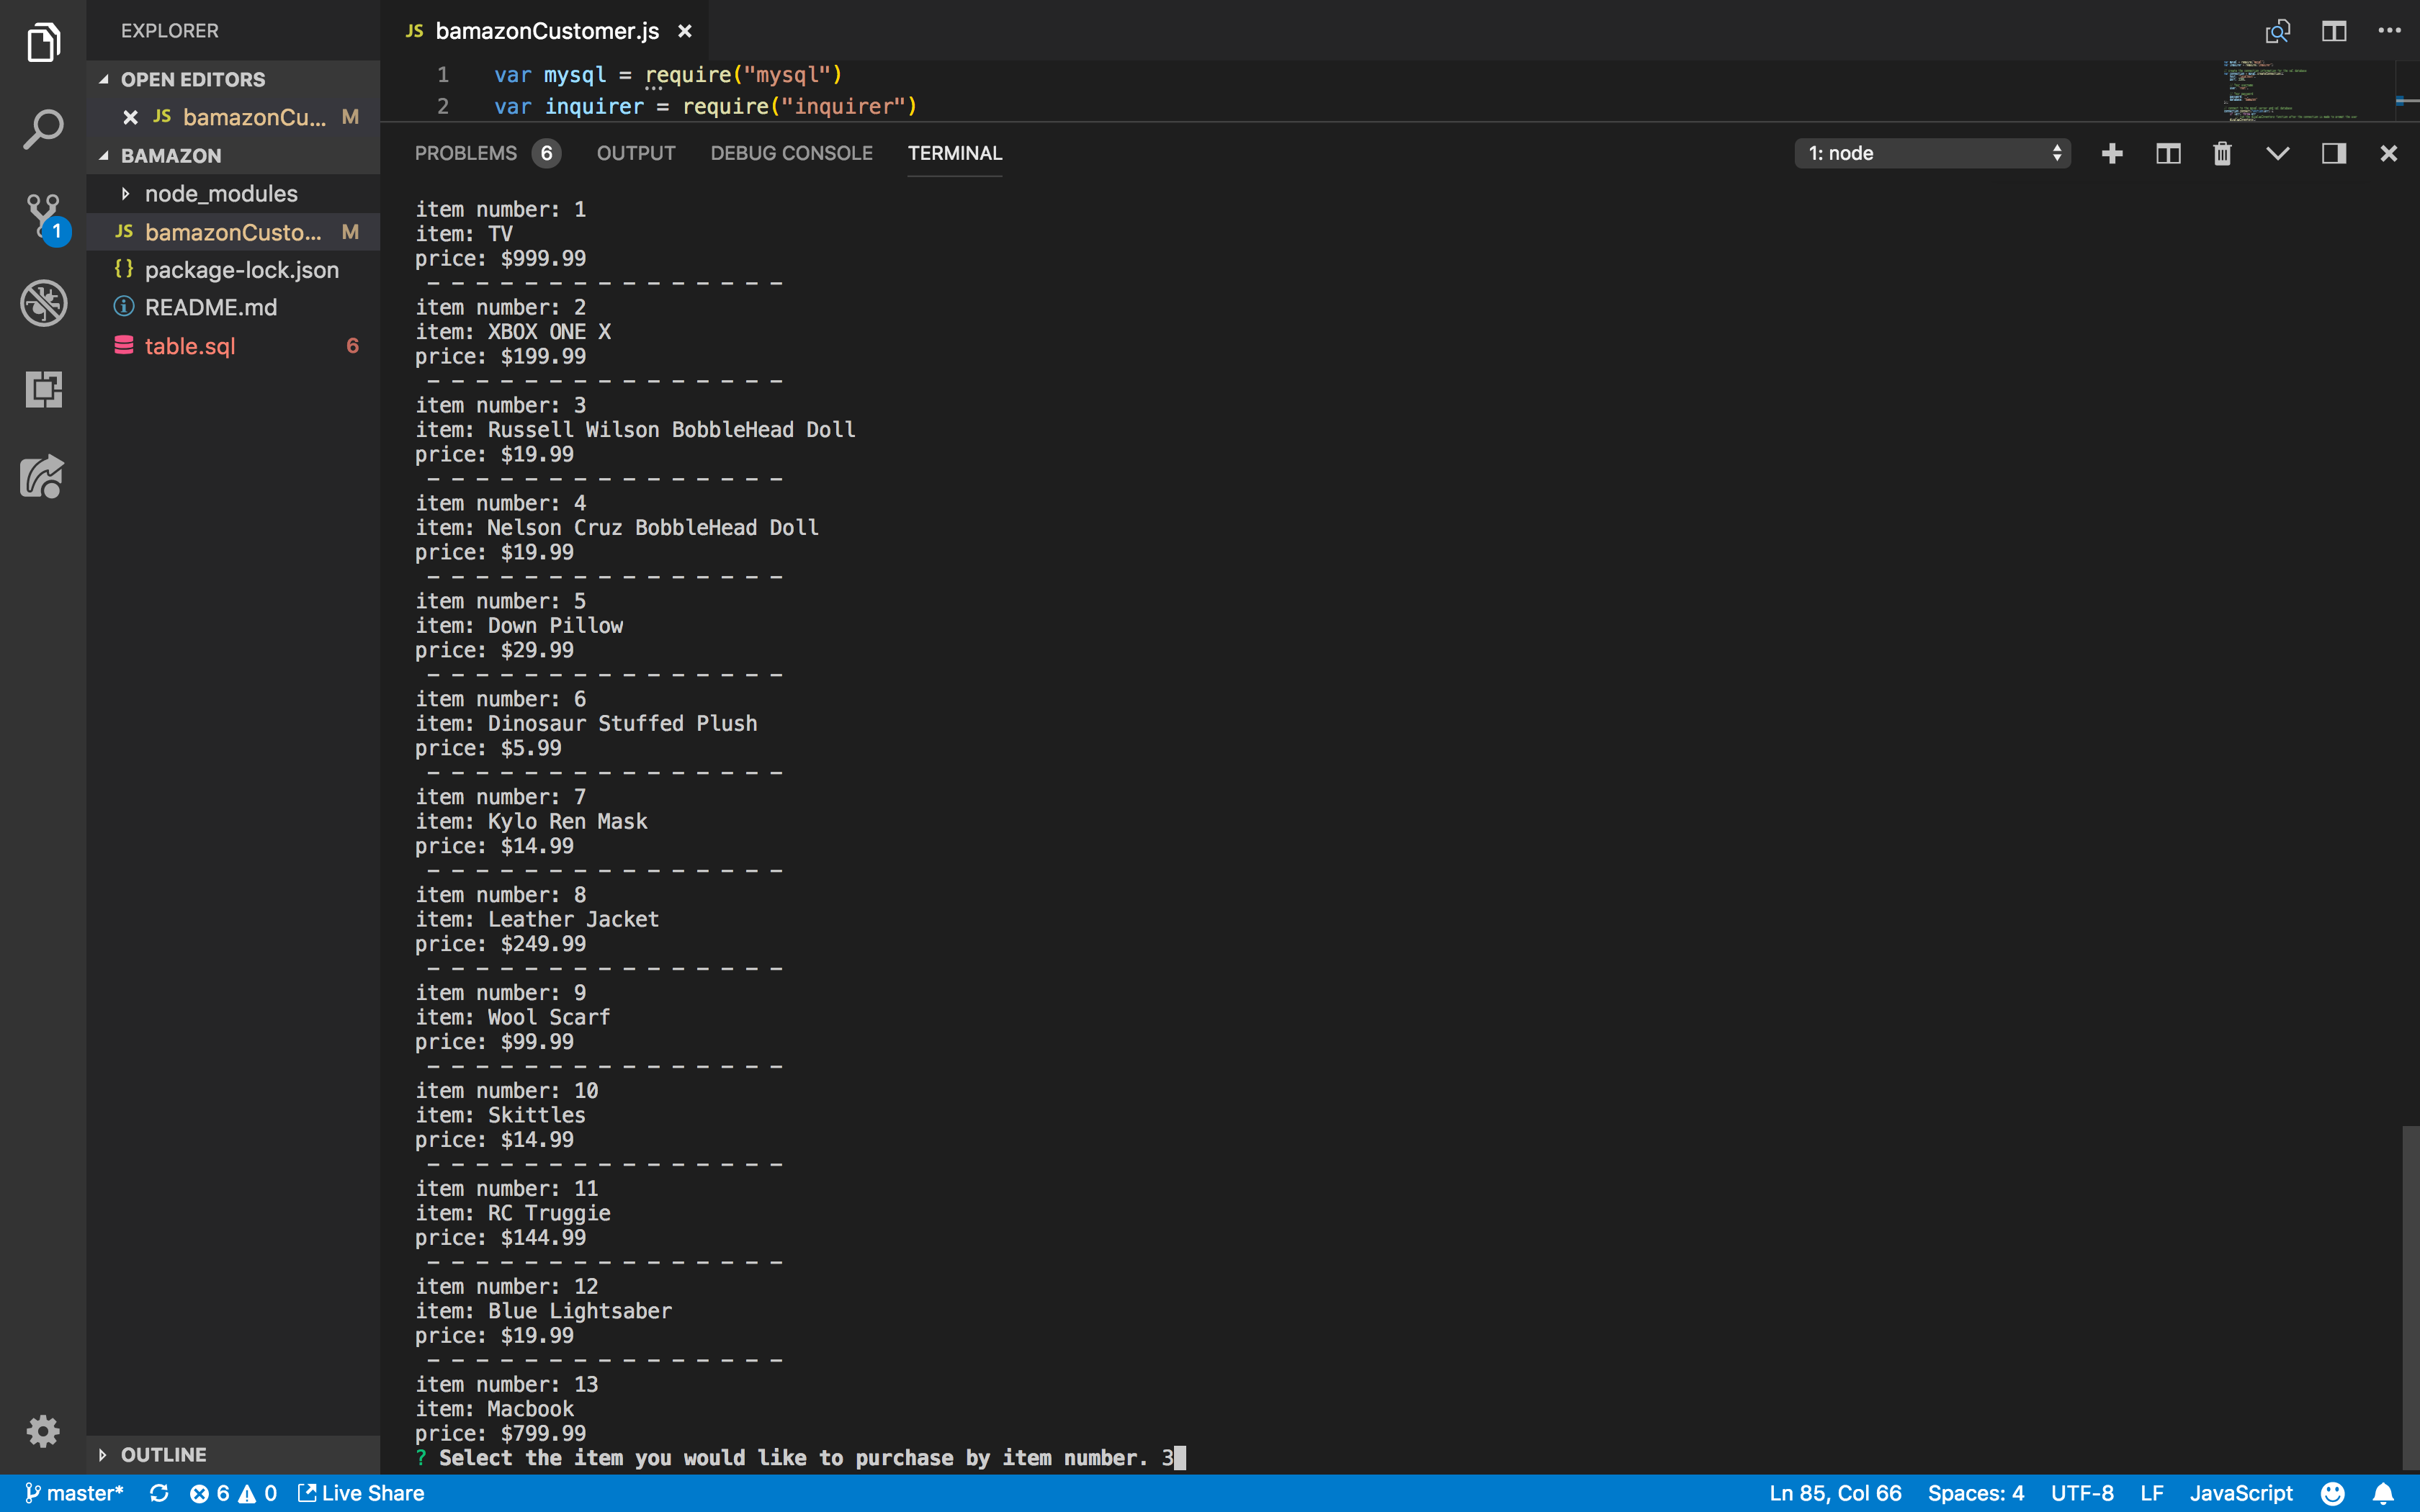 EXPLORER
OPEN EDITORS
JS bamazonCu... M
BAMAZON
node_modules
JS bamazonCusto... M
{} package-lock.json
README.md
table.sql 6
1
OUTLINE
JS bamazonCustomer.js
1 var mysql = require("mysql")
2 var inquirer = require("inquirer")
PROBLEMS 6 OUTPUT DEBUG CONSOLE TERMINAL 1: node
item number: 1
item: TV
price: $999.99
- - - - - - - - - - - - - - -
item number: 2
item: XBOX ONE X
price: $199.99
- - - - - - - - - - - - - - -
item number: 3
item: Russell Wilson BobbleHead Doll
price: $19.99
- - - - - - - - - - - - - - -
item number: 4
item: Nelson Cruz BobbleHead Doll
price: $19.99
- - - - - - - - - - - - - - -
item number: 5
item: Down Pillow
price: $29.99
- - - - - - - - - - - - - - -
item number: 6
item: Dinosaur Stuffed Plush
price: $5.99
- - - - - - - - - - - - - - -
item number: 7
item: Kylo Ren Mask
price: $14.99
- - - - - - - - - - - - - - -
item number: 8
item: Leather Jacket
price: $249.99
- - - - - - - - - - - - - - -
item number: 9
item: Wool Scarf
price: $99.99
- - - - - - - - - - - - - - -
item number: 10
item: Skittles
price: $14.99
- - - - - - - - - - - - - - -
item number: 11
item: RC Truggie
price: $144.99
- - - - - - - - - - - - - - -
item number: 12
item: Blue Lightsaber
price: $19.99
- - - - - - - - - - - - - - -
item number: 13
item: Macbook
price: $799.99
? Select the item you would like to purchase by item number. 3
master* 6 0 Live Share Ln 85, Col 66 Spaces: 4 UTF-8 LF JavaScript